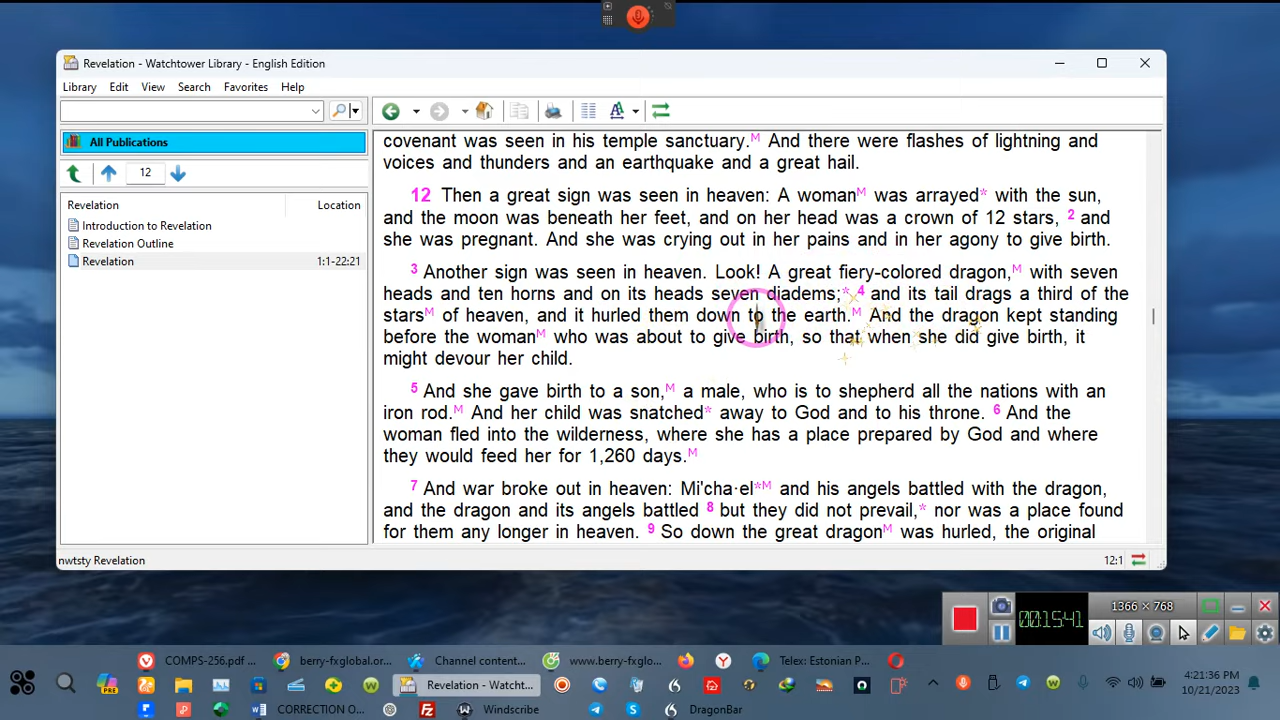 Revelation - Watchtower Library - English Edition
Library Edit View Search Favorites Help
All Publications
12
Revelation Location
Introduction to Revelation
Revelation Outline
Revelation 1:1-22:21
covenant was seen in his temple sanctuary.M And there were flashes of lightning and
voices and thunders and an earthquake and a great hail.
12 Then a great sign was seen in heaven: A womanM was arrayed* with the sun,
and the moon was beneath her feet, and on her head was a crown of 12 stars, 2 and
she was pregnant. And she was crying out in her pains and in her agony to give birth.
3 Another sign was seen in heaven. Look! A great fiery-colored dragon,M with seven
heads and ten horns and on its heads seven diadems;* 4 and its tail drags a third of the
starsM of heaven, and it hurled them down to the earth.M And the dragon kept standing
before the womanM who was about to give birth, so that when she did give birth, it
might devour her child.
5 And she gave birth to a son,M a male, who is to shepherd all the nations with an
iron rod.M And her child was snatched* away to God and to his throne. 6 And the
woman fled into the wilderness, where she has a place prepared by God and where
they would feed her for 1,260 days.M
7 And war broke out in heaven: Mi'cha·el*M and his angels battled with the dragon,
and the dragon and its angels battled 8 but they did not prevail,* nor was a place found
for them any longer in heaven. 9 So down the great dragonM was hurled, the original
nwtsty Revelation 12:1
1366 × 768
00:15:41
COMPS-256.pdf ... berry-fxglobal.or... Channel content... www.berry-fxglo... Telex: Estonian P...
PRE Revelation - Watcht... 4:21:36 PM
10/21/2023
CORRECTION O... Windscribe DragonBar